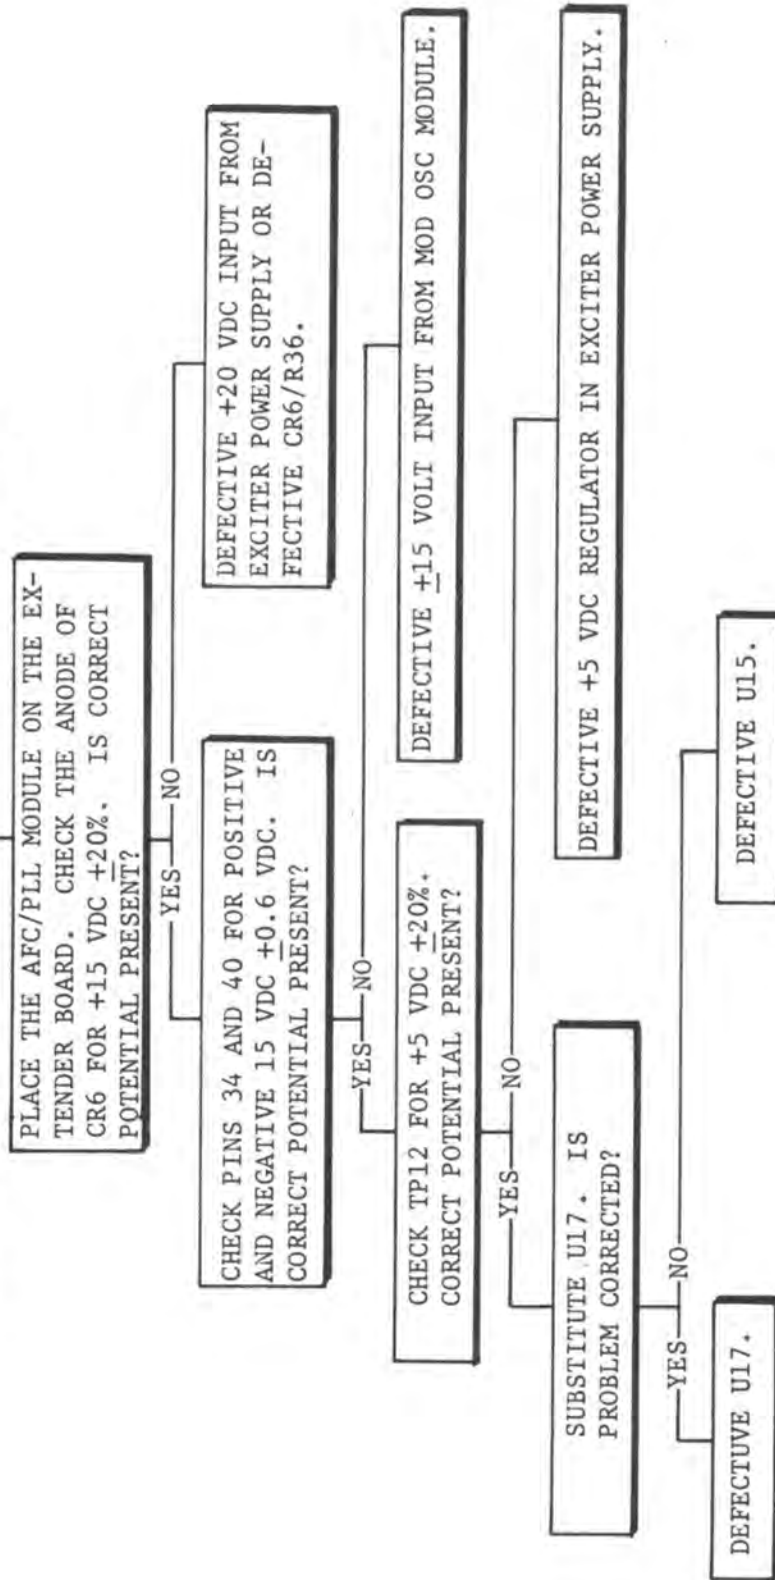 PLACE THE AFC/PLL MODULE ON THE EX-
TENDER BOARD. CHECK THE ANODE OF
CR6 FOR +15 VDC ±20%. IS CORRECT
POTENTIAL PRESENT?
YES
NO
CHECK PINS 34 AND 40 FOR POSITIVE
AND NEGATIVE 15 VDC ±0.6 VDC. IS
CORRECT POTENTIAL PRESENT?
DEFECTIVE +20 VDC INPUT FROM
EXCITER POWER SUPPLY OR DE-
FECTIVE CR6/R36.
YES
NO
CHECK TP12 FOR +5 VDC ±20%.
CORRECT POTENTIAL PRESENT?
DEFECTIVE ±15 VOLT INPUT FROM MOD OSC MODULE.
YES
NO
SUBSTITUTE U17. IS
PROBLEM CORRECTED?
DEFECTIVE +5 VDC REGULATOR IN EXCITER POWER SUPPLY.
YES
NO
DEFECTUVE U17.
DEFECTIVE U15.